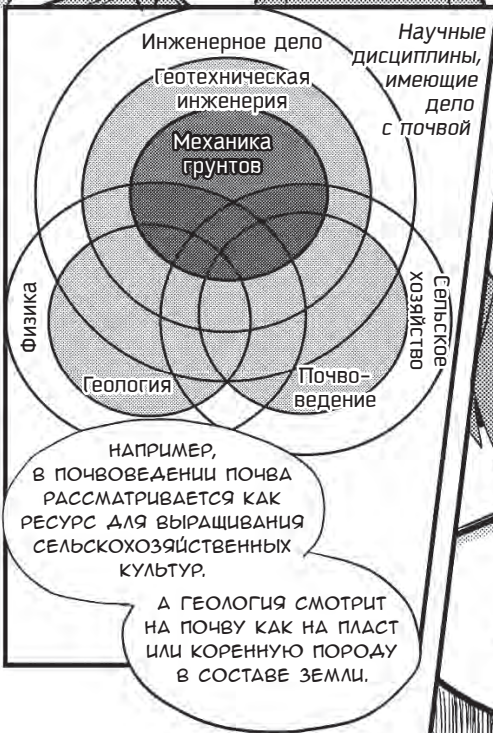 Научные
дисциплины,
имеющие
дело
с почвой
Инженерное дело
Геотехническая
инженерия
Механика
грунтов
Физика
Геология
Почво-
ведение
Сельское
хозяйство
НАПРИМЕР,
В ПОЧВОВЕДЕНИИ ПОЧВА
РАССМАТРИВАЕТСЯ КАК
РЕСУРС ДЛЯ ВЫРАЩИВАНИЯ
СЕЛЬСКОХОЗЯЙСТВЕННЫХ
КУЛЬТУР.
А ГЕОЛОГИЯ СМОТРИТ
НА ПОЧВУ КАК НА ПЛАСТ
ИЛИ КОРЕННУЮ ПОРОДУ
В СОСТАВЕ ЗЕМЛИ.